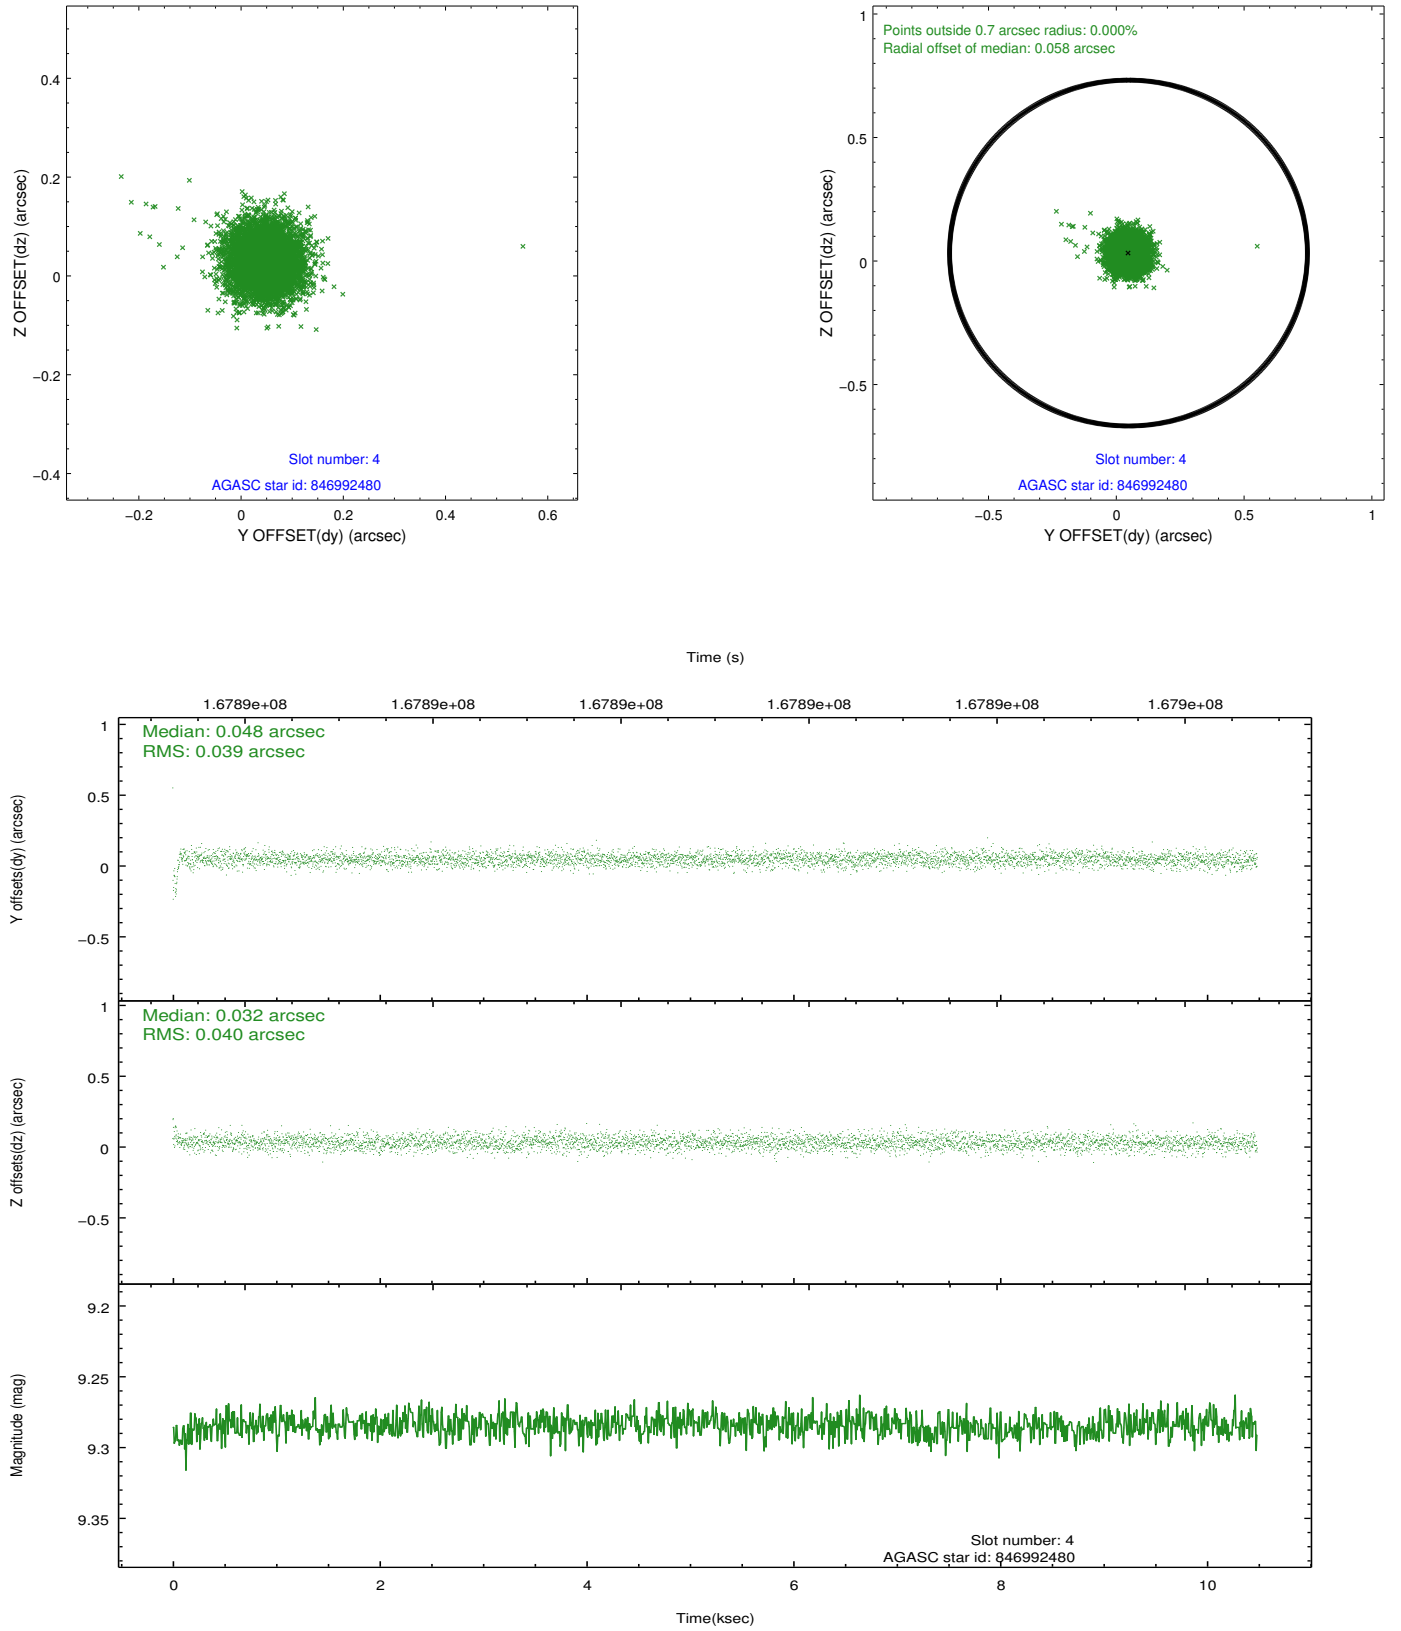 0.4
0.2
0
−0.2
−0.4
Z OFFSET(dz) (arcsec)
Slot number: 4
AGASC star id: 846992480
−0.2 0 0.2 0.4 0.6
Y OFFSET(dy) (arcsec)
Points outside 0.7 arcsec radius: 0.000%
Radial offset of median: 0.058 arcsec
1
0.5
0
−0.5
Z OFFSET(dz) (arcsec)
Slot number: 4
AGASC star id: 846992480
−0.5 0 0.5 1
Y OFFSET(dy) (arcsec)
Time (s)
1.6789e+08 1.6789e+08 1.6789e+08 1.6789e+08 1.6789e+08 1.679e+08
Median: 0.048 arcsec
RMS: 0.039 arcsec
1
0.5
0
−0.5
Y offsets(dy) (arcsec)
Median: 0.032 arcsec
RMS: 0.040 arcsec
1
0.5
0
−0.5
Z offsets(dz) (arcsec)
9.2
9.25
9.3
9.35
Magnitude (mag)
Slot number: 4
AGASC star id: 846992480
0 2 4 6 8 10
Time(ksec)